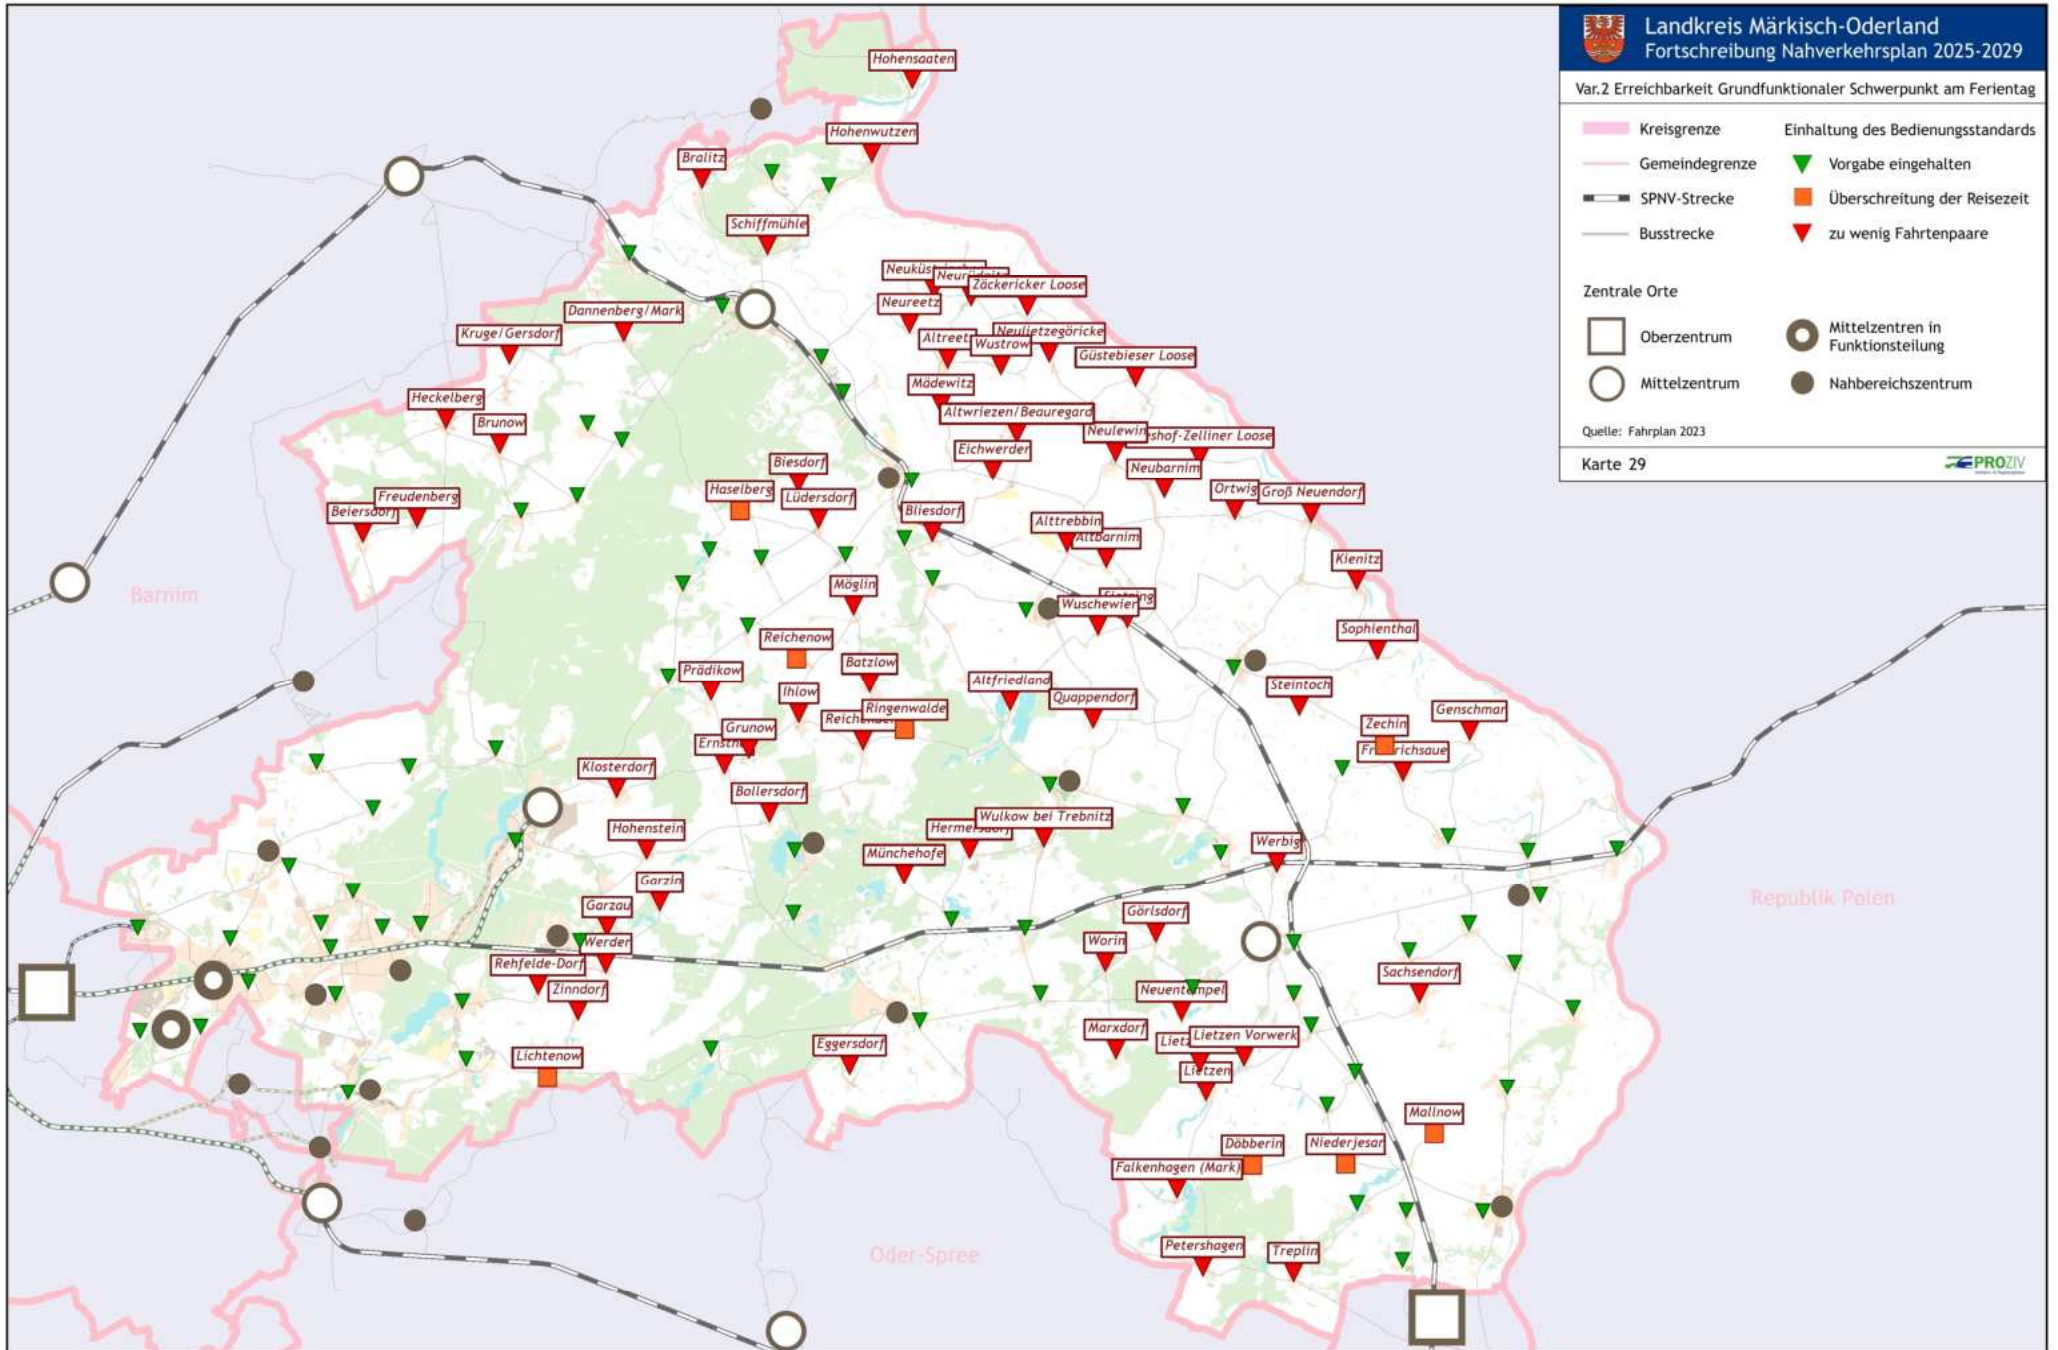 Landkreis Märkisch-Oderland
Fortschreibung Nahverkehrsplan 2025-2029
Var.2 Erreichbarkeit Grundfunktionaler Schwerpunkt am Ferientag
Kreisgrenze
Gemeindegrenze
SPNV-Strecke
Busstrecke
Einhaltung des Bedienungsstandards
Vorgabe eingehalten
Überschreitung der Reisezeit
zu wenig Fahrtenpaare
Zentrale Orte
Oberzentrum
Mittelzentrum
Mittelzentren in
Funktionsteilung
Nahbereichszentrum
Quelle: Fahrplan 2023
Karte 29
PROZIV
Hohensaaten
Hohenwutzen
Bralitz
Schiffmühle
Zäckericker Loose
Neureetz
Dannenberg/Mark
Kruge/Gersdorf
Neulietzegöricke
Wustrow
Güstebieser Loose
Mädewitz
Heckelberg
Altwriezen/Beauregard
Brunow
Neulewin
Eichwerder
Biesdorf
Neubarnim
Haselberg
Lüdersdorf
Ortwig
Groß Neuendorf
Freudenberg
Beiersdorf
Bliesdorf
Alttrebbin
Altbarnim
Kienitz
Möglin
Wuschewier
Barnim
Sophienthal
Reichenow
Prädikow
Batzlow
Altfriedland
Steintoch
Ihlow
Quappendorf
Ringenwalde
Genschmar
Zechin
Grunow
Klosterdorf
Bollersdorf
Wulkow bei Trebnitz
Hohenstein
Werbig
Münchehofe
Garzin
Republik Polen
Garzau
Görlsdorf
Werder
Worin
Rehfelde-Dorf
Sachsendorf
Zinndorf
Neuentempel
Marxdorf
Lietzen Vorwerk
Eggersdorf
Lichtenow
Lietzen
Mallnow
Döbberin
Niederjesar
Falkenhagen (Mark)
Petershagen
Treplin
Oder-Spree